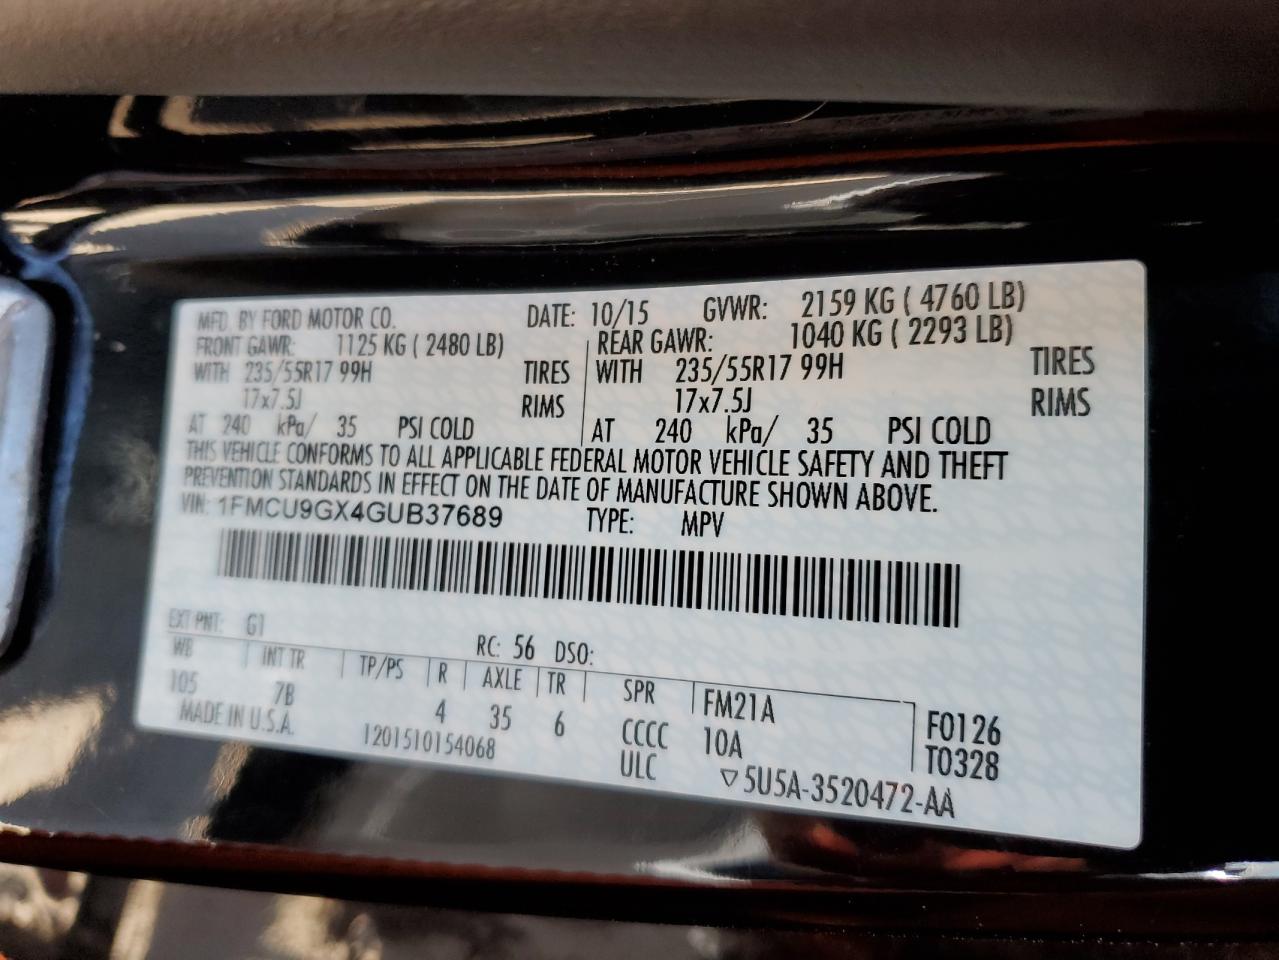 MFD. BY FORD MOTOR CO. DATE: 10/15 GVWR: 2159 KG ( 4760 LB)
FRONT GAWR: 1125 KG ( 2480 LB) REAR GAWR: 1040 KG ( 2293 LB)
WITH 235/55R17 99H TIRES WITH 235/55R17 99H TIRES
17x7.5J RIMS 17x7.5J RIMS
AT 240 kPa/ 35 PSI COLD AT 240 kPa/ 35 PSI COLD
THIS VEHICLE CONFORMS TO ALL APPLICABLE FEDERAL MOTOR VEHICLE SAFETY AND THEFT
PREVENTION STANDARDS IN EFFECT ON THE DATE OF MANUFACTURE SHOWN ABOVE.
VIN: 1FMCU9GX4GUB37689 TYPE: MPV
EXT PNT: G1 RC: 56 DSO:
WB INT TR TP/PS R AXLE TR SPR FM21A F0126
105 7B 4 35 6 CCCC 10A T0328
MADE IN U.S.A. 1201510154068 ULC ▽5U5A-3520472-AA